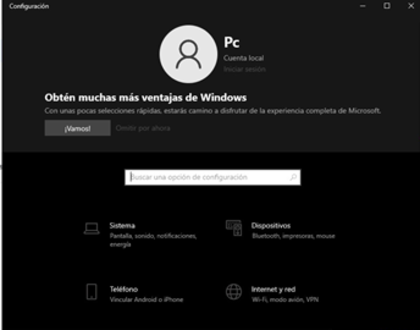 Configuración
Pc
Cuenta local
Iniciar sesión
Obtén muchas más ventajas de Windows
Con unas pocas selecciones rápidas, estarás camino a disfrutar de la experiencia completa de Microsoft.
¡Vamos!
Omitir por ahora
Buscar una opción de configuración
Sistema
Pantalla, sonido, notificaciones,
energía
Dispositivos
Bluetooth, impresoras, mouse
Teléfono
Vincular Android o iPhone
Internet y red
Wi-Fi, modo avión, VPN